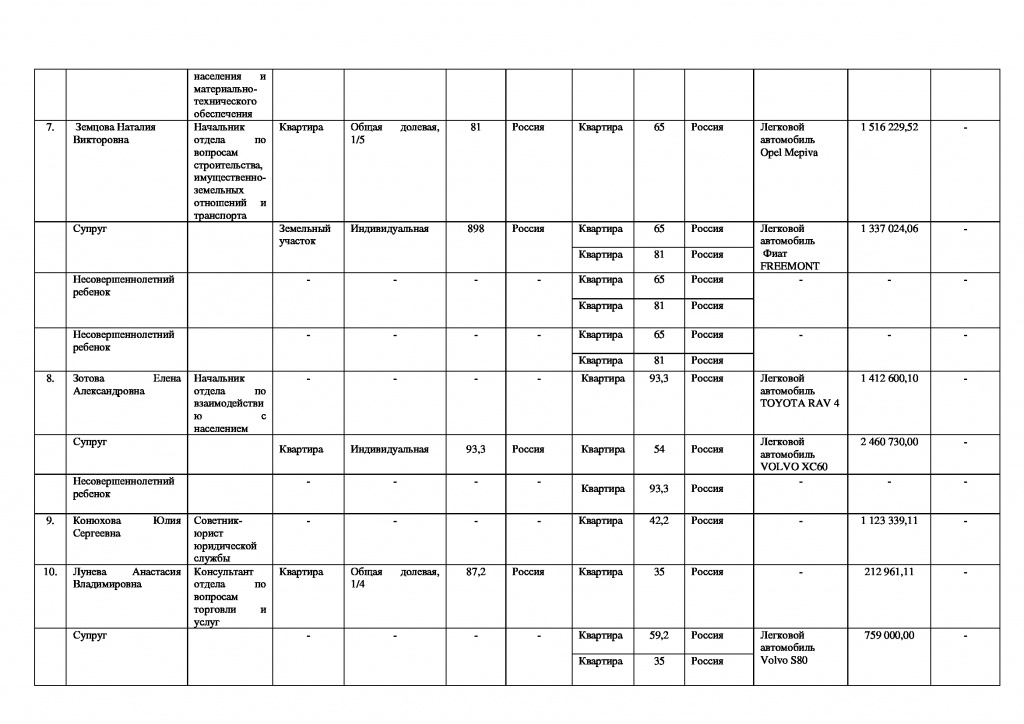 населения и
материально-
технического
обеспечения
7. Земцова Наталия Начальник Квартира Общая долевая, 81 Россия Квартира 65 Россия Легковой 1 516 229,52 -
Викторовна отдела по 1/5 автомобиль
вопросам Opel Мерiva
строительства,
имущественно-
земельных
отношений и
транспорта
Супруг Земельный Индивидуальная 898 Россия Квартира 65 Россия Легковой 1 337 024,06 -
участок автомобиль
Квартира 81 Россия Фиат
FREEMONT
Несовершеннолетний - - - - Квартира 65 Россия - - -
ребенок
Квартира 81 Россия
Несовершеннолетний - - - - Квартира 65 Россия - - -
ребенок
Квартира 81 Россия
8. Зотова Елена Начальник - - - - Квартира 93,3 Россия Легковой 1 412 600,10 -
Александровна отдела по автомобиль
взаимодействи TOYOTA RAV 4
ю с
населением
Супруг Квартира Индивидуальная 93,3 Россия Квартира 54 Россия Легковой 2 460 730,00 -
автомобиль
VOLVO XC60
Несовершеннолетний - - - - Квартира 93,3 Россия - - -
ребенок
9. Конюхова Юлия Советник- - - - - Квартира 42,2 Россия - 1 123 339,11 -
Сергеевна юрист
юридической
службы
10. Лунева Анастасия Консультант Квартира Общая долевая, 87,2 Россия Квартира 35 Россия - 212 961,11 -
Владимировна отдела по 1/4
вопросам
торговли и
услуг
Супруг - - - - Квартира 59,2 Россия Легковой 759 000,00 -
автомобиль
Квартира 35 Россия Volvo S80